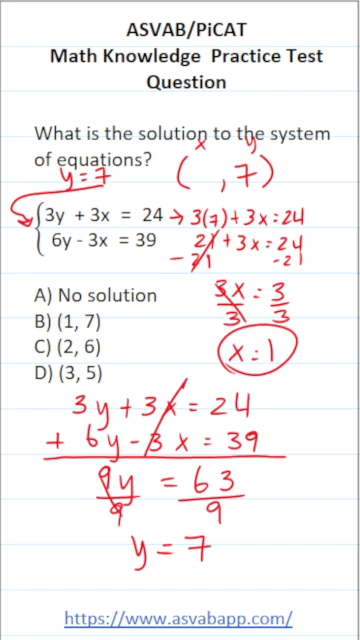 ASVAB/PiCAT
Math Knowledge Practice Test
Question
What is the solution to the system
of equations?
x y
( , 7)
y = 7
3y + 3x = 24 → 3(7) + 3x = 24
6y - 3x = 39
21 + 3x = 24
- 21 - 21
3x = 3
3 3
x = 1
A) No solution
B) (1, 7)
C) (2, 6)
D) (3, 5)
3y + 3x = 24
+ 6y - 3x = 39
9y = 63
9 9
y = 7
https://www.asvabapp.com/